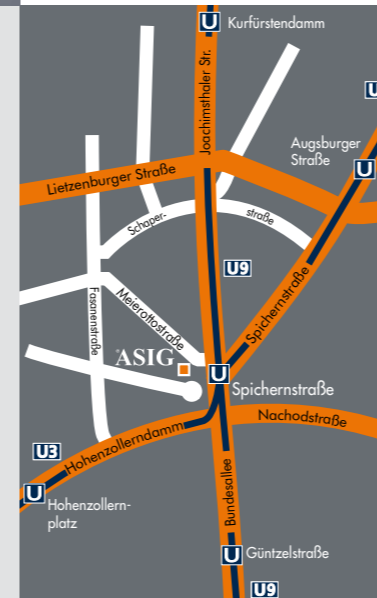 U Kurfürstendamm
Joachimsthaler Str.
U
Augsburger
Straße
U
Lietzenburger Straße
Schaper-
straße
U9
Fasanenstraße
Meierottostraße
Spichernstraße
ASIG
U
Spichernstraße
Nachodstraße
Hohenzollerndamm
U3
U
Hohenzollern-
platz
Bundesallee
U Güntzelstraße
U9